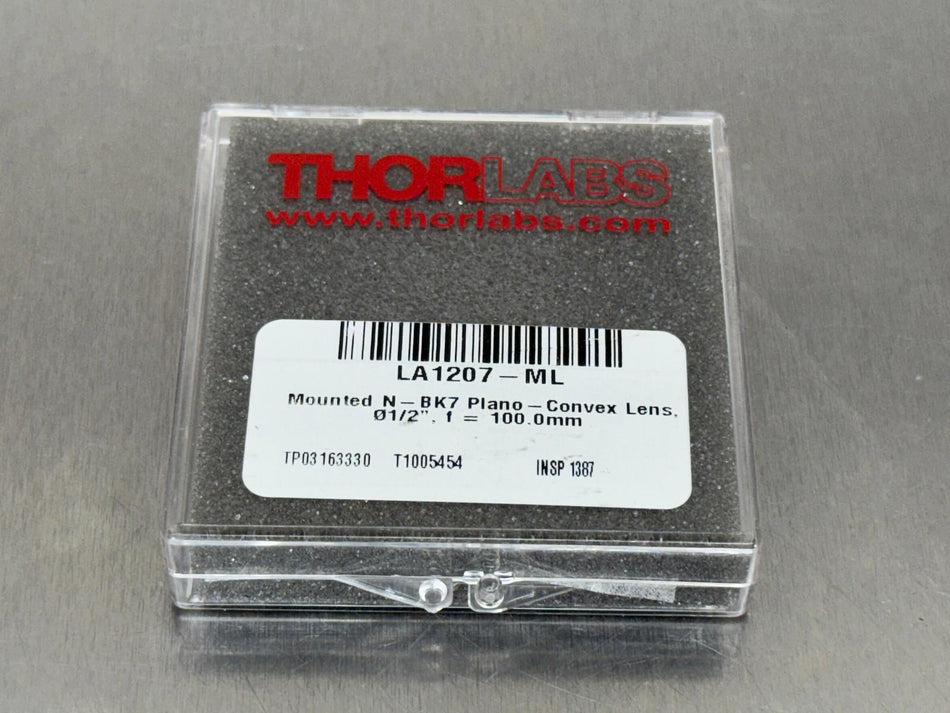 THORLABS
www.thorlabs.com
LA1207-ML
Mounted N-BK7 Plano-Convex Lens,
Ø1/2", f = 100.0mm
TP03163330 T1005454 INSP 1387